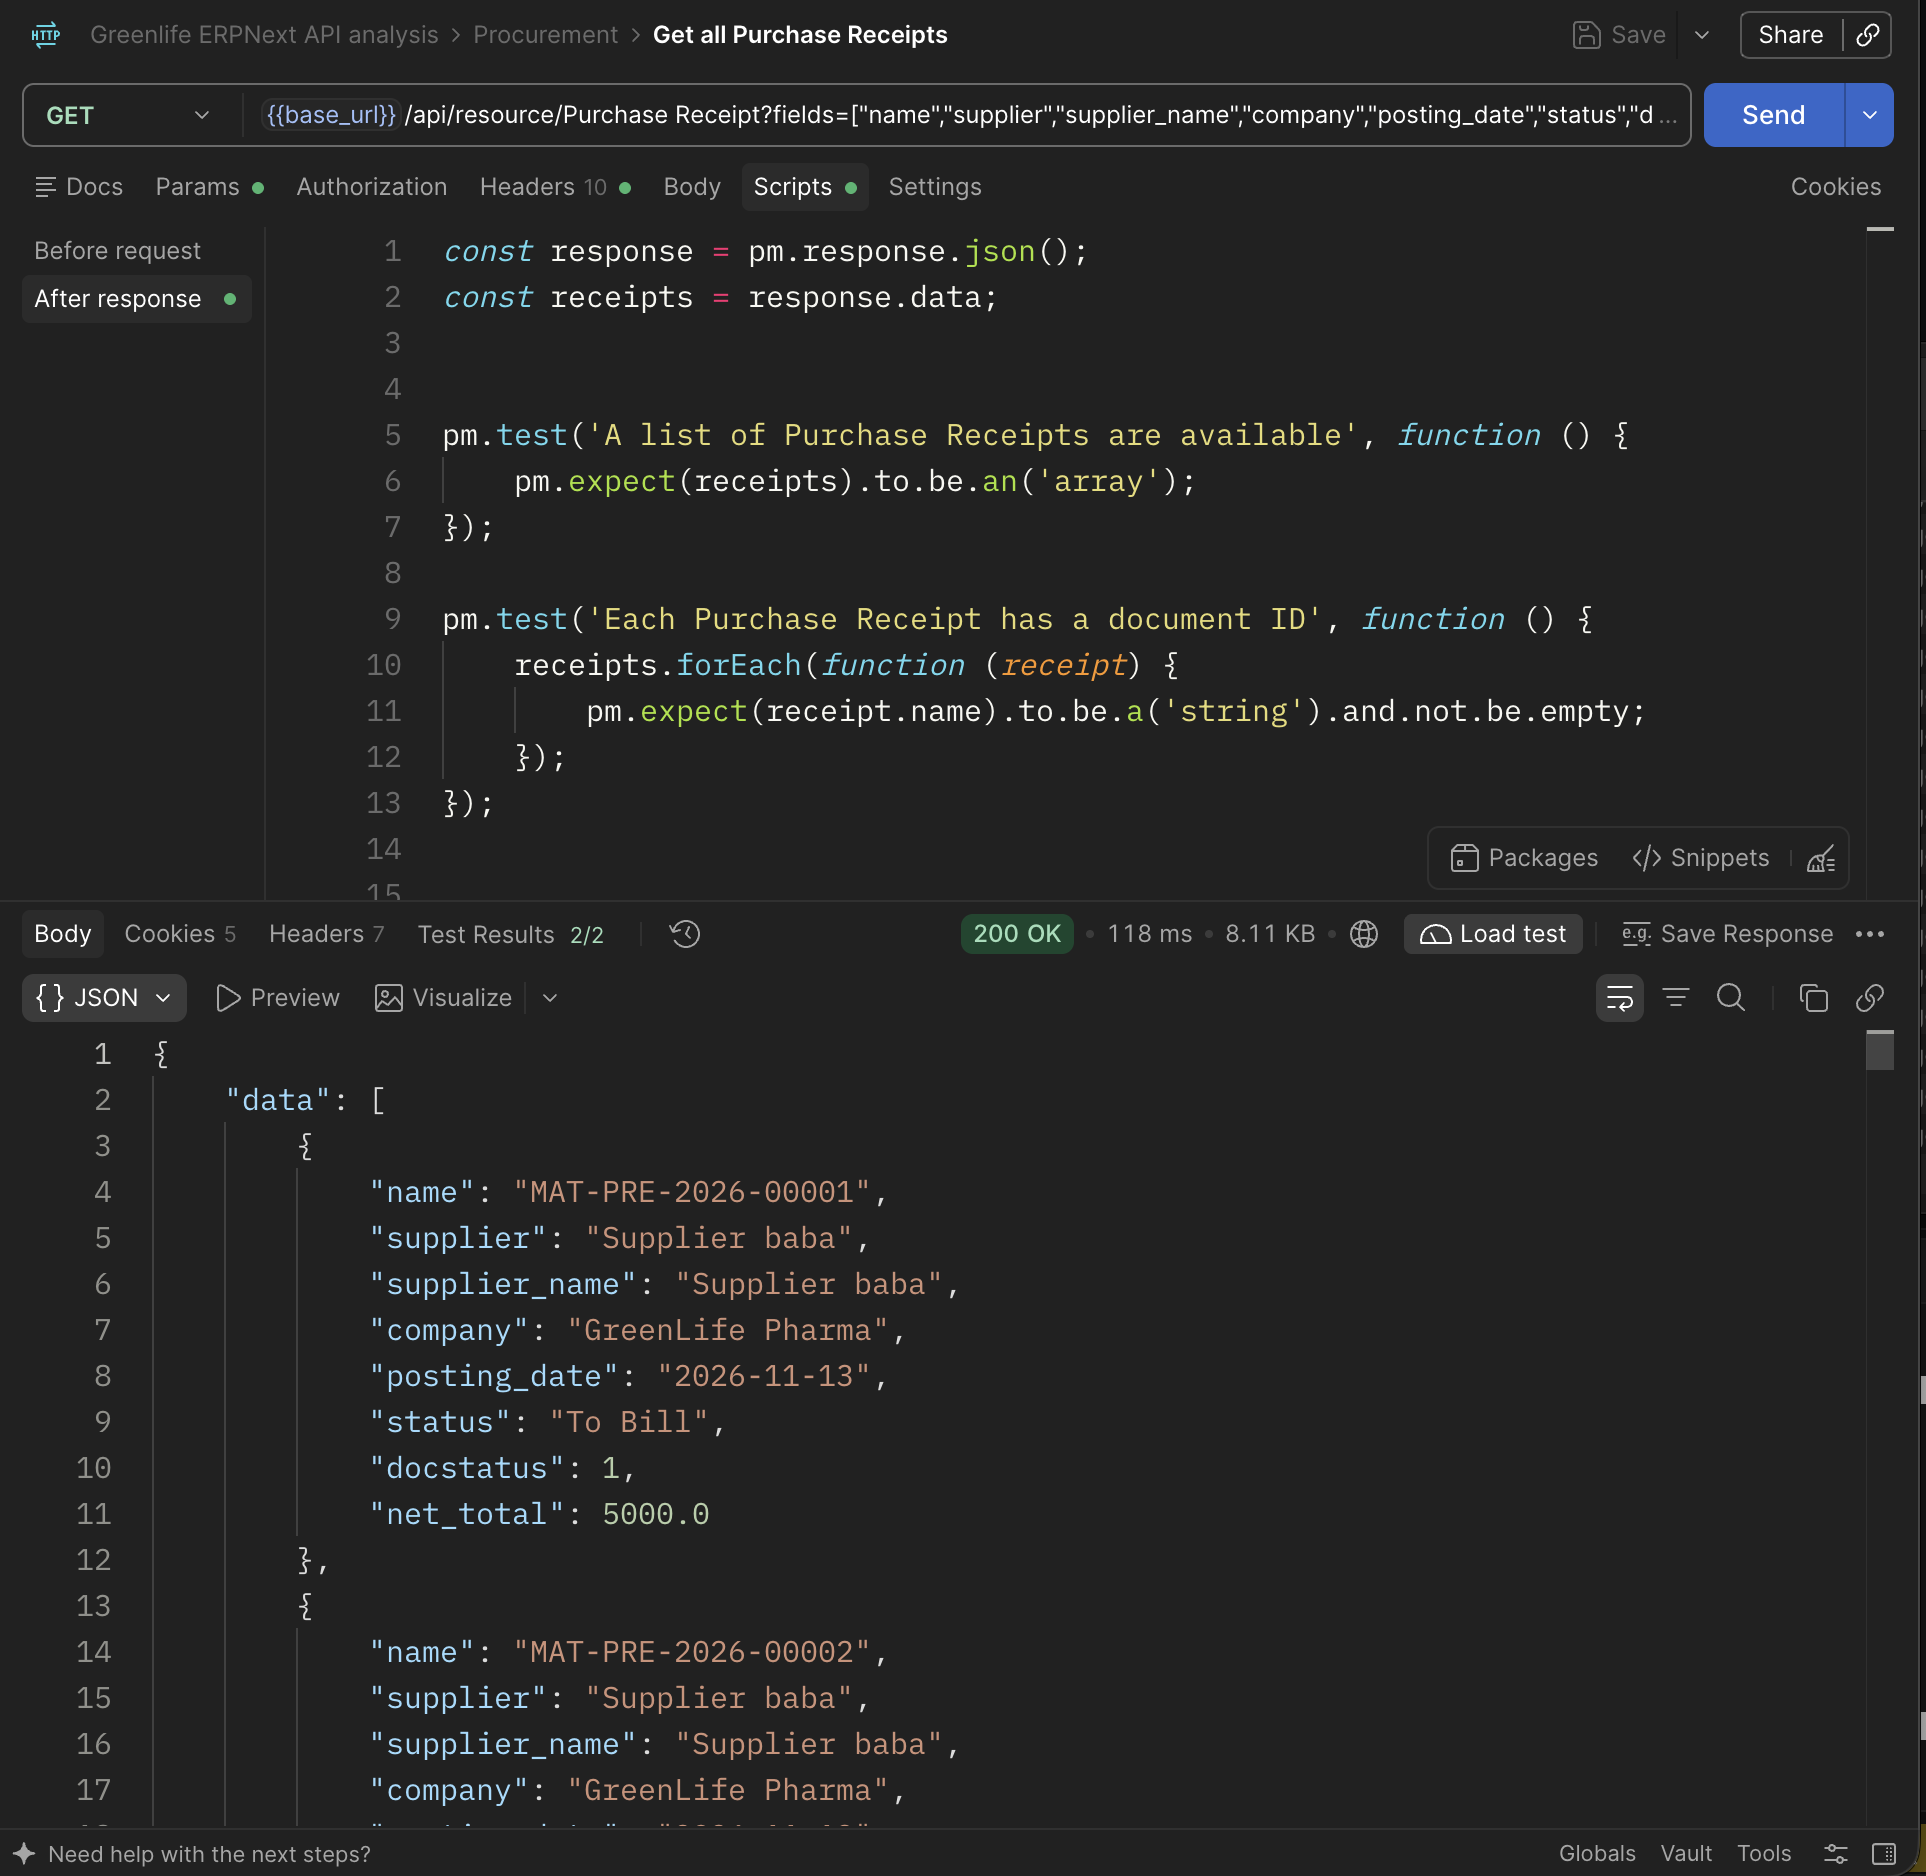 HTTP Greenlife ERPNext API analysis > Procurement > Get all Purchase Receipts Save Share
GET {{base_url}} /api/resource/Purchase Receipt?fields=["name","supplier","supplier_name","company","posting_date","status","d ... Send
Docs Params Authorization Headers 10 Body Scripts Settings Cookies
Before request
After response
1 const response = pm.response.json();
2 const receipts = response.data;
3
4
5 pm.test('A list of Purchase Receipts are available', function () {
6 pm.expect(receipts).to.be.an('array');
7 });
8
9 pm.test('Each Purchase Receipt has a document ID', function () {
10 receipts.forEach(function (receipt) {
11 pm.expect(receipt.name).to.be.a('string').and.not.be.empty;
12 });
13 });
14
15
Packages </> Snippets
Body Cookies 5 Headers 7 Test Results 2/2 200 OK • 118 ms • 8.11 KB • Load test e.g. Save Response
{} JSON Preview Visualize
1 {
2 "data": [
3 {
4 "name": "MAT-PRE-2026-00001",
5 "supplier": "Supplier baba",
6 "supplier_name": "Supplier baba",
7 "company": "GreenLife Pharma",
8 "posting_date": "2026-11-13",
9 "status": "To Bill",
10 "docstatus": 1,
11 "net_total": 5000.0
12 },
13 {
14 "name": "MAT-PRE-2026-00002",
15 "supplier": "Supplier baba",
16 "supplier_name": "Supplier baba",
17 "company": "GreenLife Pharma",
Need help with the next steps? Globals Vault Tools